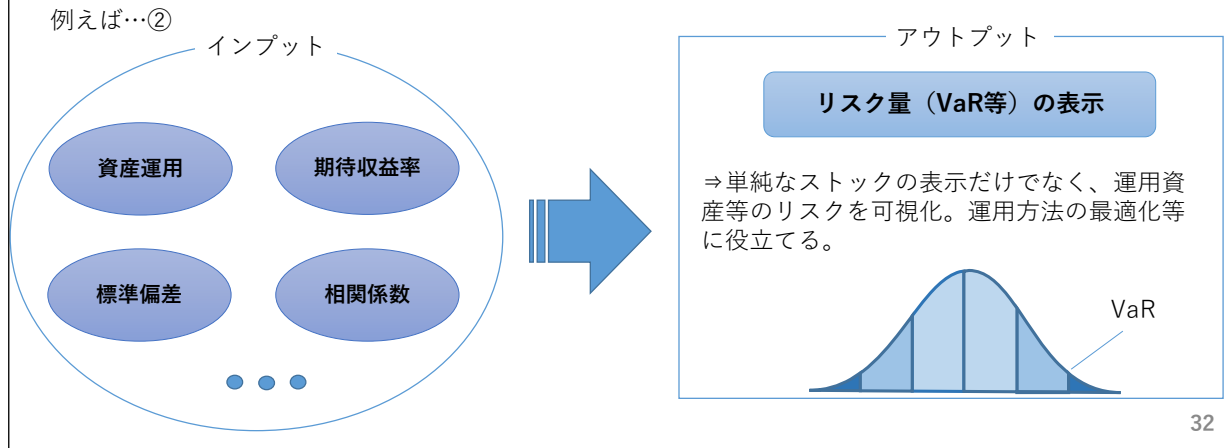 例えば…②
インプット
資産運用
期待収益率
標準偏差
相関係数
アウトプット
リスク量（VaR等）の表示
⇒単純なストックの表示だけでなく、運用資
産等のリスクを可視化。運用方法の最適化等
に役立てる。
VaR
32